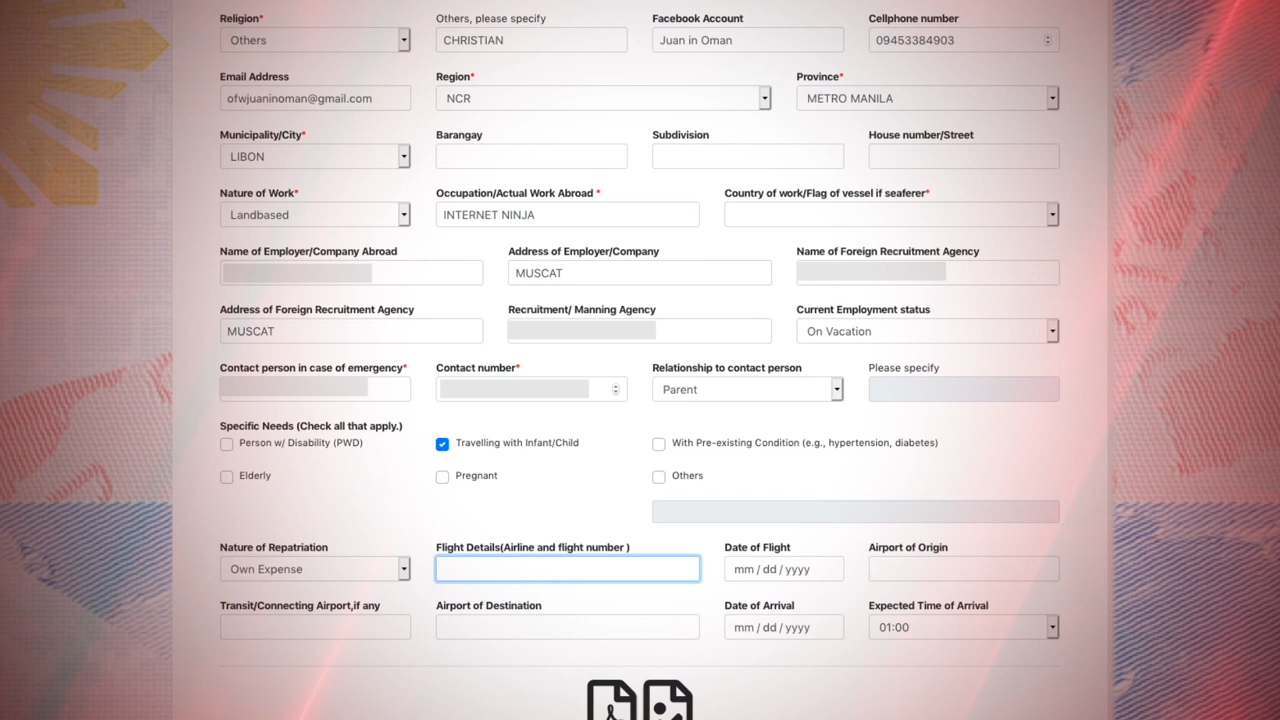 Religion* Others, please specify Facebook Account Cellphone number
Others CHRISTIAN Juan in Oman 09453384903
Email Address Region* Province*
ofwjuaninoman@gmail.com NCR METRO MANILA
Municipality/City* Barangay Subdivision House number/Street
LIBON
Nature of Work* Occupation/Actual Work Abroad * Country of work/Flag of vessel if seaferer*
Landbased INTERNET NINJA
Name of Employer/Company Abroad Address of Employer/Company Name of Foreign Recruitment Agency
MUSCAT
Address of Foreign Recruitment Agency Recruitment/ Manning Agency Current Employment status
MUSCAT On Vacation
Contact person in case of emergency* Contact number* Relationship to contact person Please specify
Parent
Specific Needs (Check all that apply.)
Person w/ Disability (PWD) Travelling with Infant/Child With Pre-existing Condition (e.g., hypertension, diabetes)
Elderly Pregnant Others
Nature of Repatriation Flight Details(Airline and flight number ) Date of Flight Airport of Origin
Own Expense mm / dd / yyyy
Transit/Connecting Airport,if any Airport of Destination Date of Arrival Expected Time of Arrival
mm / dd / yyyy 01:00